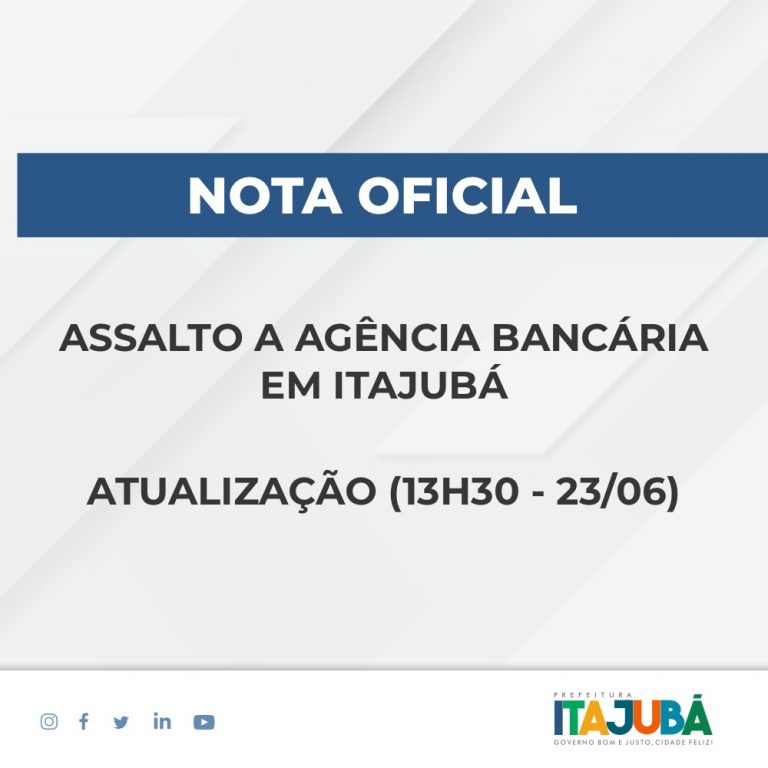 NOTA OFICIAL
ASSALTO A AGÊNCIA BANCÁRIA
EM ITAJUBÁ
ATUALIZAÇÃO (13H30 - 23/06)
PREFEITURA
ITAJUBÁ
GOVERNO BOM E JUSTO, CIDADE FELIZ!